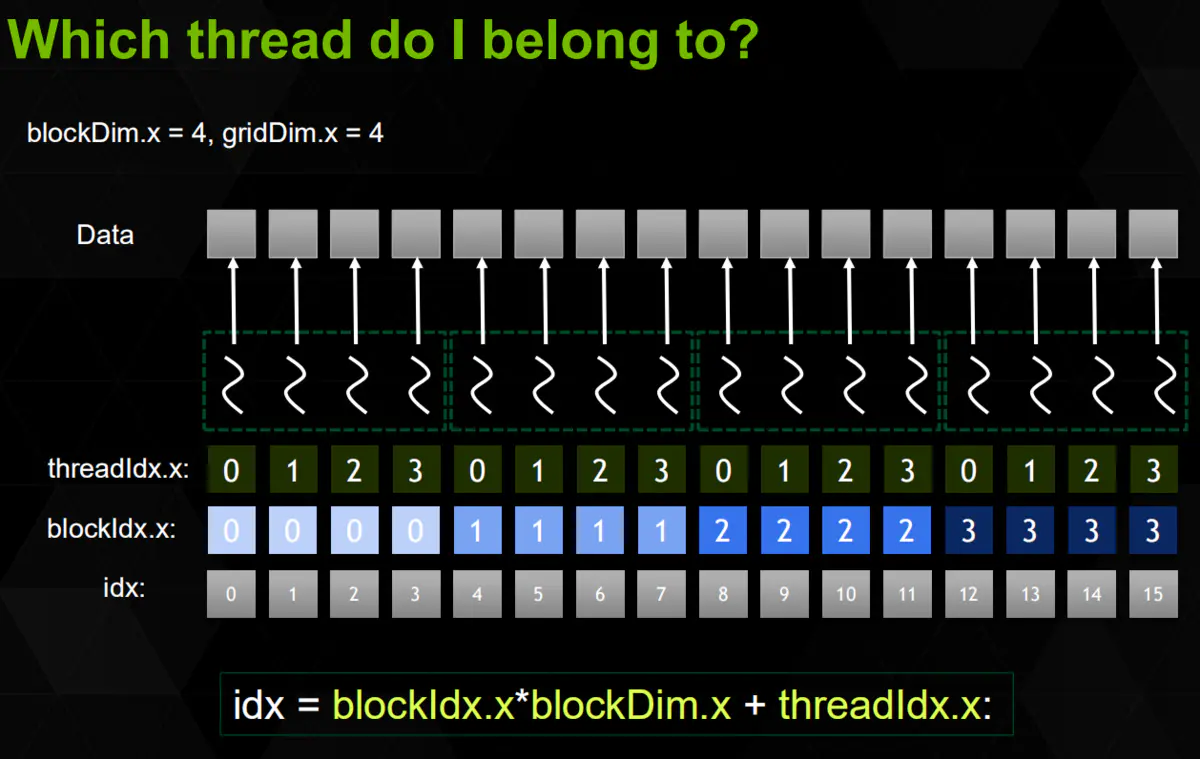 Which thread do I belong to?
blockDim.x = 4, gridDim.x = 4
Data
threadIdx.x: 0 1 2 3 0 1 2 3 0 1 2 3 0 1 2 3
blockIdx.x: 0 0 0 0 1 1 1 1 2 2 2 2 3 3 3 3
idx: 0 1 2 3 4 5 6 7 8 9 10 11 12 13 14 15
idx = blockIdx.x*blockDim.x + threadIdx.x: